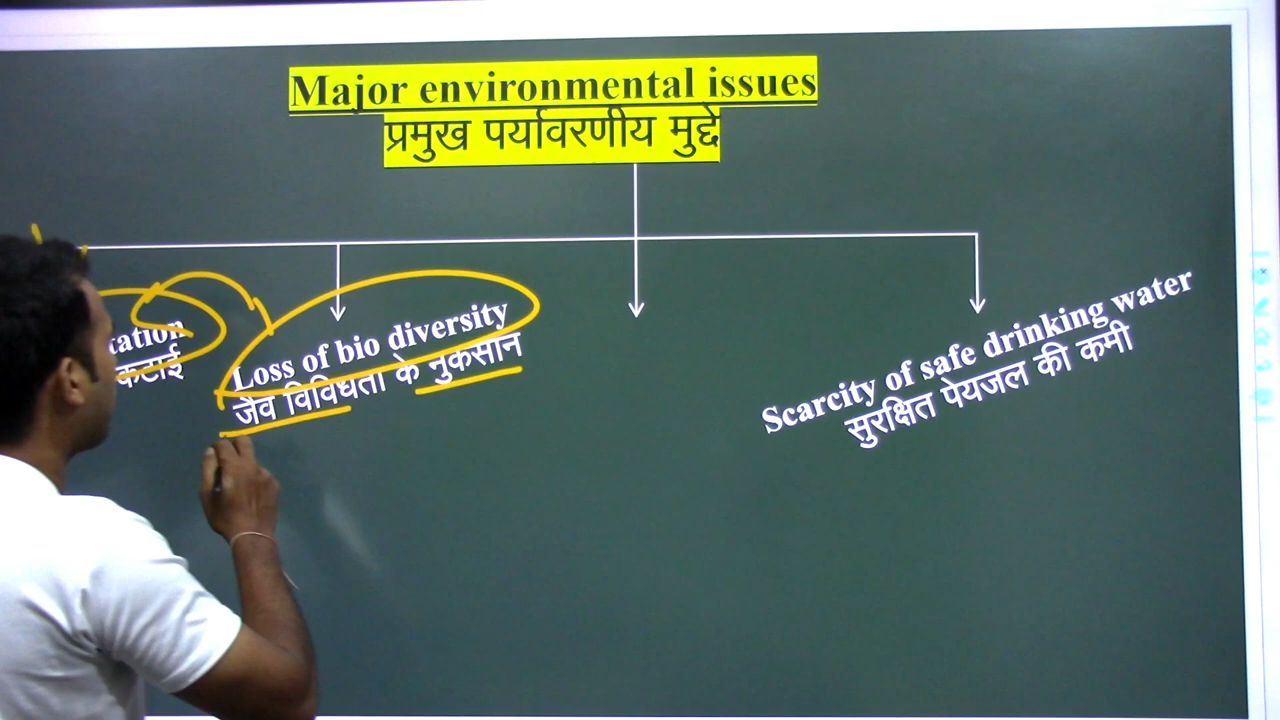 Major environmental issues
प्रमुख पर्यावरणीय मुद्दे
tation
कटाई
Loss of bio diversity
जैव विविधता के नुकसान
Scarcity of safe drinking water
सुरक्षित पेयजल की कमी